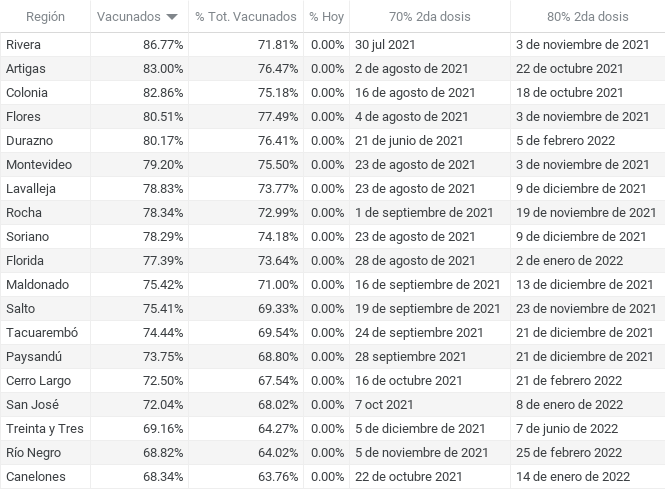 Región Vacunados % Tot. Vacunados % Hoy 70% 2da dosis 80% 2da dosis
Rivera 86.77% 71.81% 0.00% 30 jul 2021 3 de noviembre de 2021
Artigas 83.00% 76.47% 0.00% 2 de agosto de 2021 22 de octubre 2021
Colonia 82.86% 75.18% 0.00% 16 de agosto de 2021 18 de octubre 2021
Flores 80.51% 77.49% 0.00% 4 de agosto de 2021 3 de noviembre de 2021
Durazno 80.17% 76.41% 0.00% 21 de junio de 2021 5 de febrero 2022
Montevideo 79.20% 75.50% 0.00% 23 de agosto de 2021 3 de noviembre de 2021
Lavalleja 78.83% 73.77% 0.00% 23 de agosto de 2021 9 de diciembre de 2021
Rocha 78.34% 72.99% 0.00% 1 de septiembre de 2021 19 de noviembre de 2021
Soriano 78.29% 74.18% 0.00% 23 de agosto de 2021 9 de diciembre de 2021
Florida 77.39% 73.64% 0.00% 28 de agosto de 2021 2 de enero de 2022
Maldonado 75.42% 71.00% 0.00% 16 de septiembre de 2021 13 de diciembre de 2021
Salto 75.41% 69.33% 0.00% 19 de septiembre de 2021 23 de noviembre de 2021
Tacuarembó 74.44% 69.54% 0.00% 24 de septiembre 2021 21 de diciembre de 2021
Paysandú 73.75% 68.80% 0.00% 28 septiembre 2021 21 de diciembre de 2021
Cerro Largo 72.50% 67.54% 0.00% 16 de octubre 2021 21 de febrero 2022
San José 72.04% 68.02% 0.00% 7 oct 2021 8 de enero de 2022
Treinta y Tres 69.16% 64.27% 0.00% 5 de diciembre de 2021 7 de junio de 2022
Río Negro 68.82% 64.02% 0.00% 5 de noviembre de 2021 25 de febrero 2022
Canelones 68.34% 63.76% 0.00% 22 de octubre 2021 14 de enero de 2022